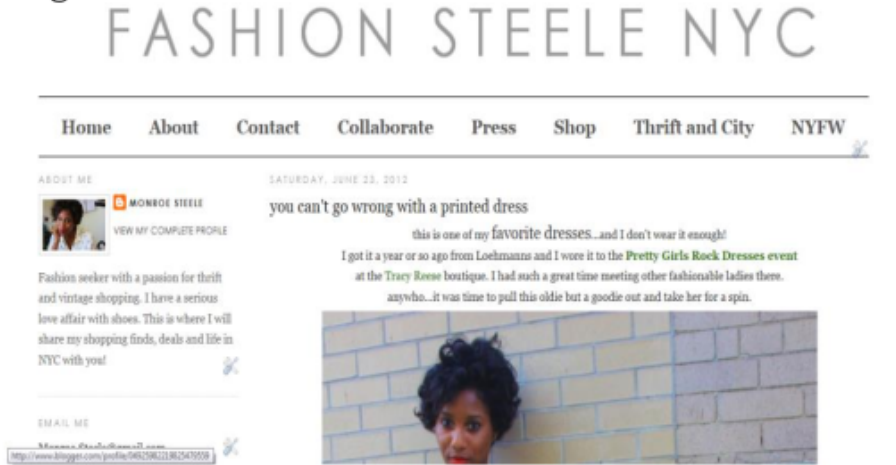 FASHION STEELE NYC
Home About Contact Collaborate Press Shop Thrift and City NYFW
ABOUT ME
MONROE STEELE
VIEW MY COMPLETE PROFILE
Fashion seeker with a passion for thrift
and vintage shopping. I have a serious
love affair with shoes. This is where I will
share my shopping finds, deals and life in
NYC with you!
EMAIL ME
SATURDAY, JUNE 23, 2012
you can't go wrong with a printed dress
this is one of my favorite dresses...and I don't wear it enough!
I got it a year or so ago from Loehmanns and I wore it to the Pretty Girls Rock Dresses event
at the Tracy Reese boutique. I had such a great time meeting other fashionable ladies there.
anywho...it was time to pull this oldie but a goodie out and take her for a spin.